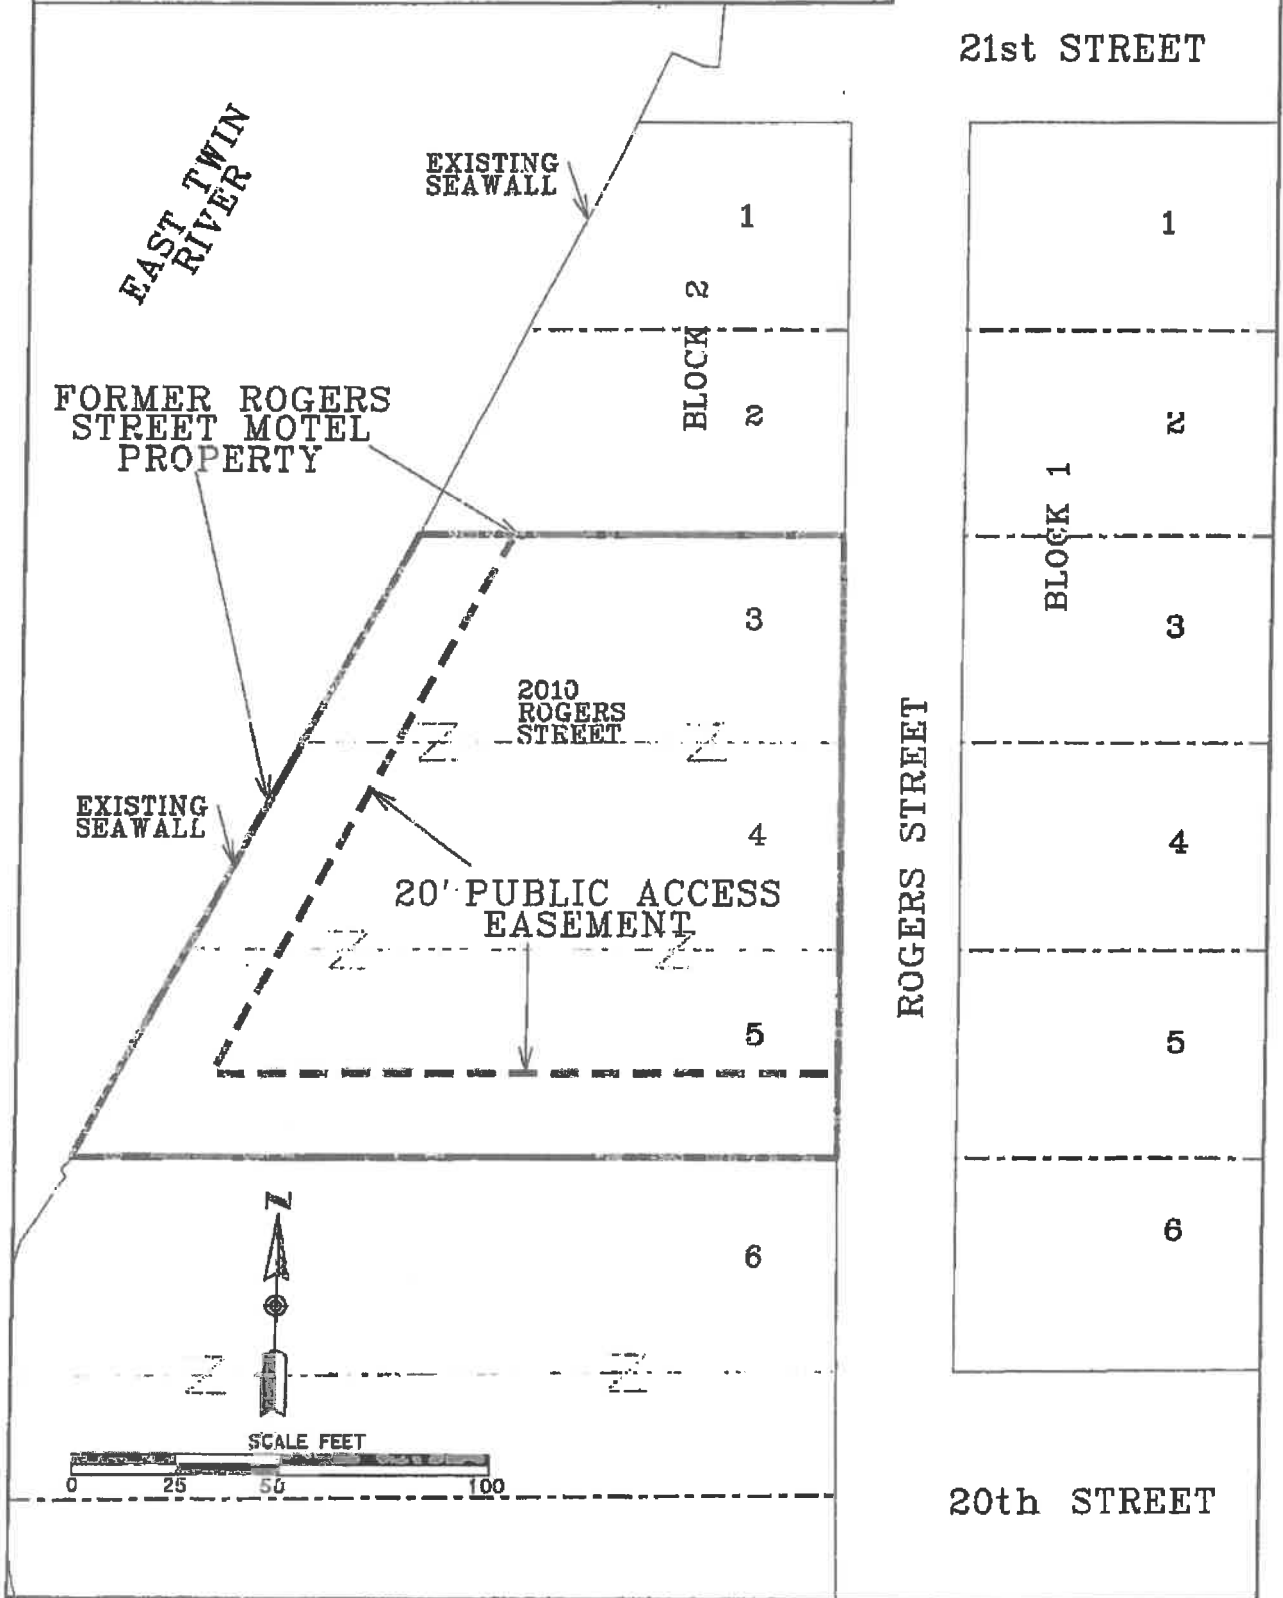 21st STREET
EAST TWIN
RIVER
EXISTING
SEAWALL
1
1
BLOCK 2
FORMER ROGERS
STREET MOTEL
PROPERTY
2
2
BLOCK 1
3
3
2010
ROGERS
STREET
Z
Z
ROGERS STREET
EXISTING
SEAWALL
4
4
20' PUBLIC ACCESS
EASEMENT
Z
Z
5
5
N
6
6
Z
Z
SCALE FEET
0 25 50 100
20th STREET